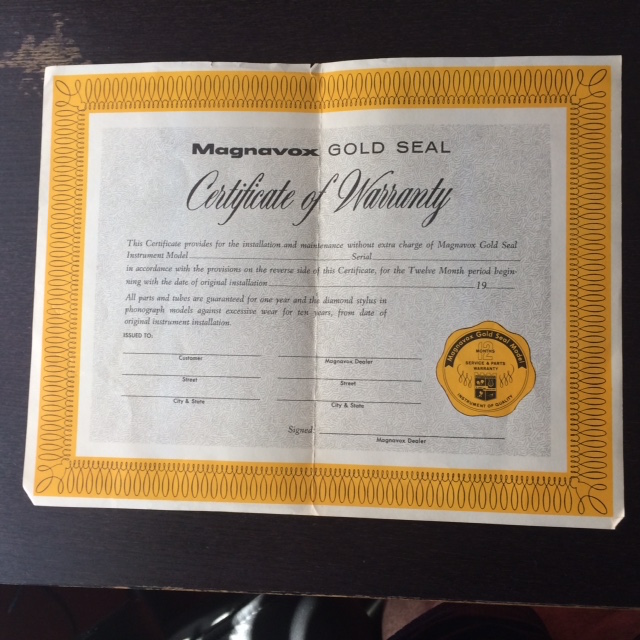 Magnavox GOLD SEAL
Certificate of Warranty
This Certificate provides for the installation and maintenance without extra charge of Magnavox Gold Seal
Instrument Model Serial
in accordance with the provisions on the reverse side of this Certificate, for the Twelve Month period begin-
ning with the date of original installation 19
All parts and tubes are guaranteed for one year and the diamond stylus in
phonograph models against excessive wear for ten years, from date of
original instrument installation.
ISSUED TO:
Customer Magnavox Dealer
Street Street
City & State City & State
Signed:
Magnavox Dealer
Magnavox Gold Seal Model
12
MONTHS
SERVICE & PARTS
WARRANTY
INSTRUMENT OF QUALITY